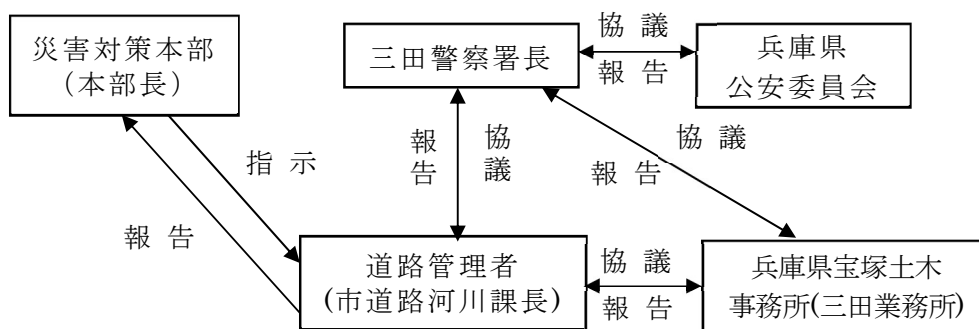 災害対策本部
（本部長）
三田警察署長
協議
報告
兵庫県
公安委員会
指示
報告
報告
協議
協議
報告
道路管理者
(市道路河川課長)
協議
報告
兵庫県宝塚土木
事務所(三田業務所)